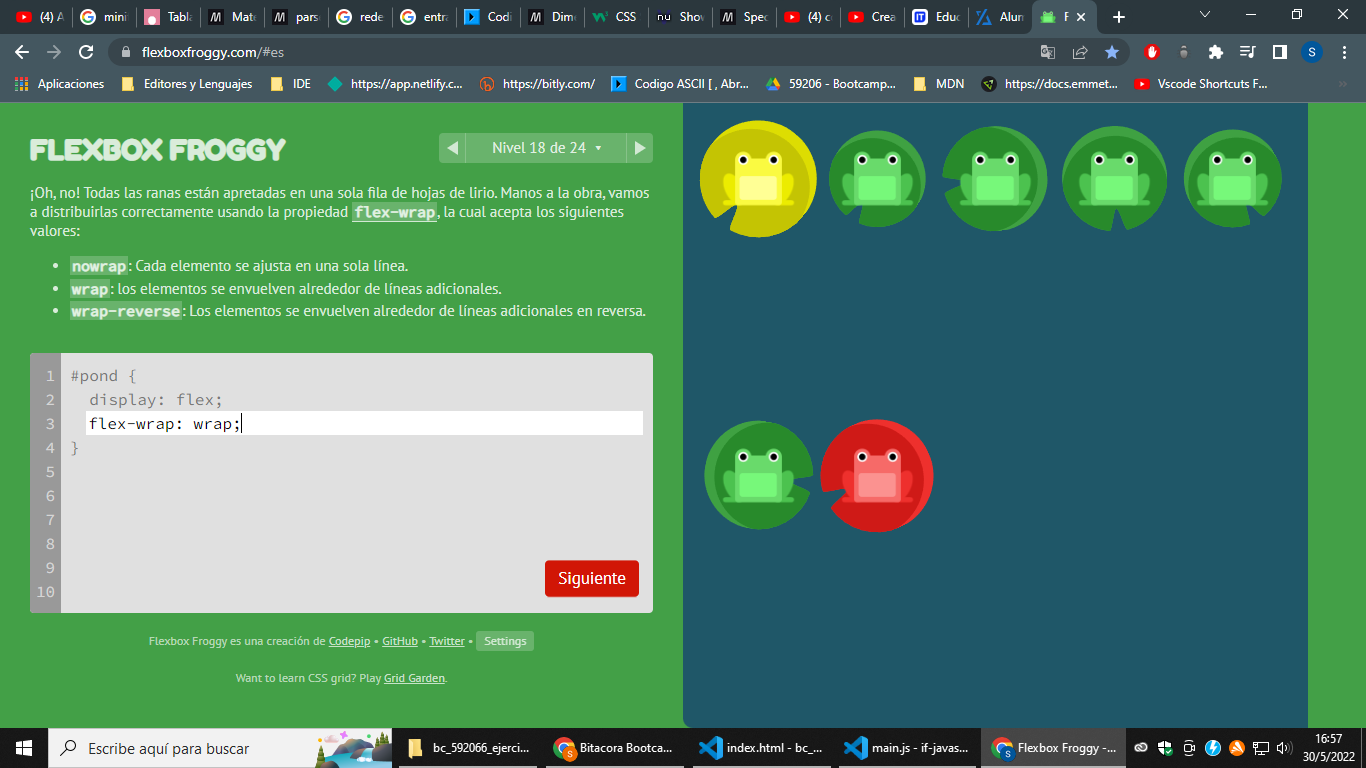 (4) A
mini
Tabla
Mate
parse
rede
entra
Codi
Dime
CSS
Show
Spec
(4) c
Crea
Educ
Alun
F
flexboxfroggy.com/#es
S
Aplicaciones
Editores y Lenguajes
IDE
https://app.netlify.c...
https://bitly.com/
Codigo ASCII [ , Abr...
59206 - Bootcamp...
MDN
https://docs.emmet...
Vscode Shortcuts F...
FLEXBOX FROGGY
Nivel 18 de 24
¡Oh, no! Todas las ranas están apretadas en una sola fila de hojas de lirio. Manos a la obra, vamos
a distribuirlas correctamente usando la propiedad flex-wrap, la cual acepta los siguientes
valores:
• nowrap: Cada elemento se ajusta en una sola línea.
• wrap: los elementos se envuelven alrededor de líneas adicionales.
• wrap-reverse: Los elementos se envuelven alrededor de líneas adicionales en reversa.
1 #pond {
2 display: flex;
3 flex-wrap: wrap;
4 }
5
6
7
8
9
10
Siguiente
Flexbox Froggy es una creación de Codepip • GitHub • Twitter • Settings
Want to learn CSS grid? Play Grid Garden.
Escribe aquí para buscar
bc_592066_ejerci...
Bitacora Bootca...
index.html - bc_...
main.js - if-javas...
Flexbox Froggy -...
16:57
30/5/2022